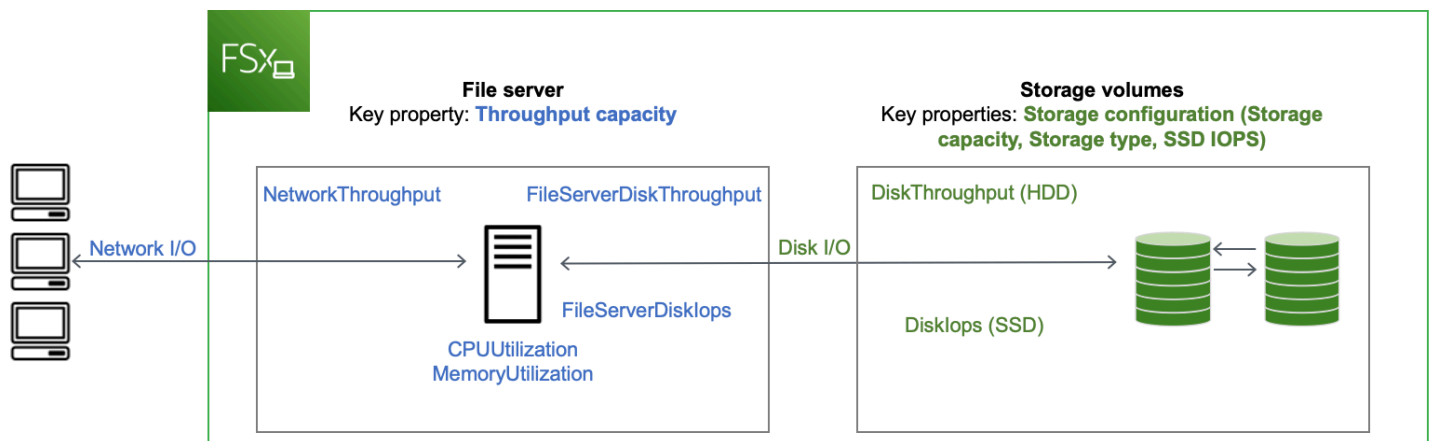 FSx
File server
Key property: Throughput capacity
Storage volumes
Key properties: Storage configuration (Storage
capacity, Storage type, SSD IOPS)
NetworkThroughput
FileServerDiskThroughput
DiskThroughput (HDD)
Network I/O
Disk I/O
FileServerDiskIops
DiskIops (SSD)
CPUUtilization
MemoryUtilization